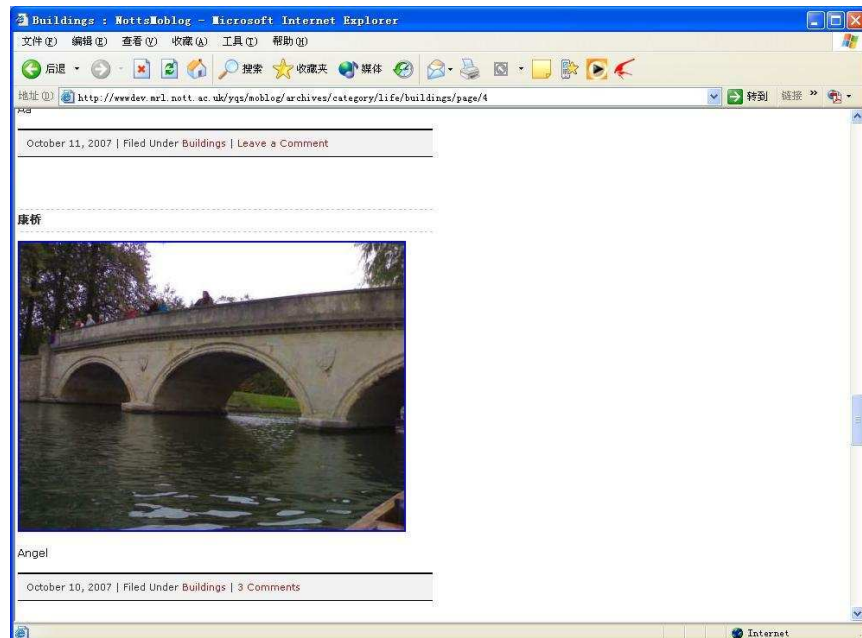 Buildings : NottsMoblog - Microsoft Internet Explorer
文件(F) 编辑(E) 查看(V) 收藏(A) 工具(T) 帮助(H)
后退 搜索 收藏夹 媒体
地址(D) http://wwwdev.mrl.nott.ac.uk/yqs/moblog/archives/category/life/buildings/page/4 转到 链接 »
Aa
October 11, 2007 | Filed Under Buildings | Leave a Comment
康桥
Angel
October 10, 2007 | Filed Under Buildings | 3 Comments
Internet